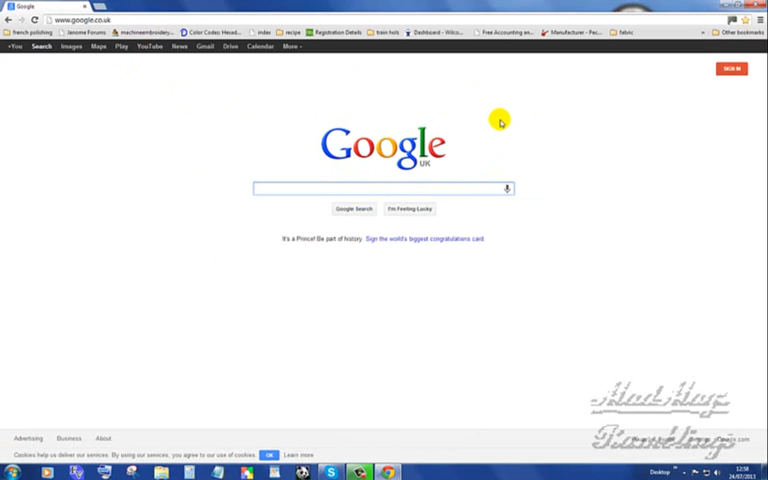 Google
www.google.co.uk
french polishing Janome Forums machineembroidery... Color Codes: Hexad... index recipe Registration Details train hols Dashboard - Wilco... Free Accounting an... Manufacturer - Pac... fabric » Other bookmarks
+You Search Images Maps Play YouTube News Gmail Drive Calendar More
SIGN IN
Google
UK
Google Search I'm Feeling Lucky
It's a Prince! Be part of history. Sign the world's biggest congratulations card
Advertising Business About
Cookies help us deliver our services. By using our services, you agree to our use of cookies. OK Learn more
MadMags
Ramblings
Desktop » 12:58
24/07/2013